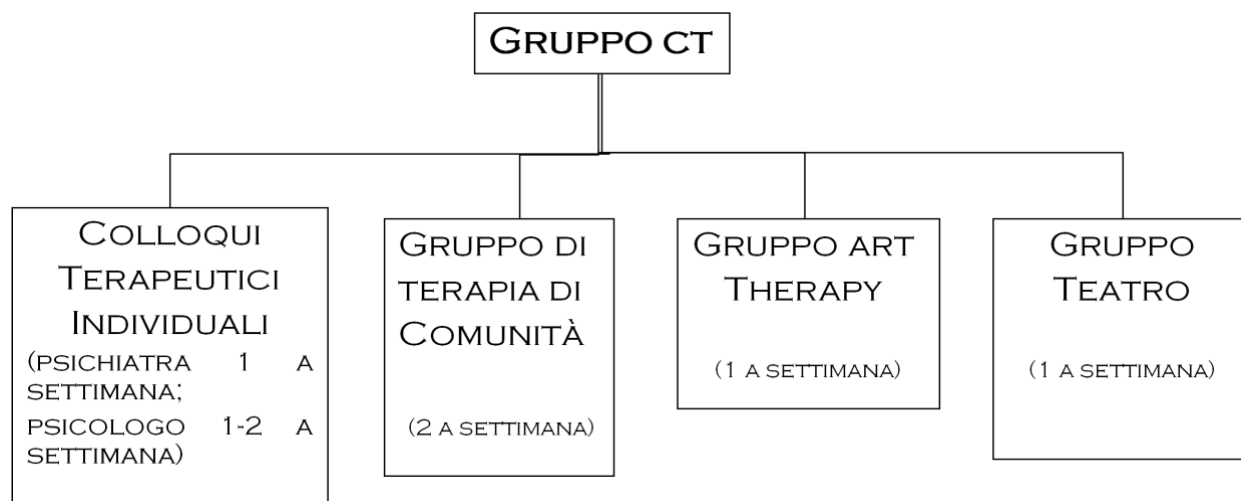 GRUPPO CT
COLLOQUI
TERAPEUTICI
INDIVIDUALI
(PSICHIATRA 1 A
SETTIMANA;
PSICOLOGO 1-2 A
SETTIMANA)
GRUPPO DI
TERAPIA DI
COMUNITÀ
(2 A SETTIMANA)
GRUPPO ART
THERAPY
(1 A SETTIMANA)
GRUPPO
TEATRO
(1 A SETTIMANA)